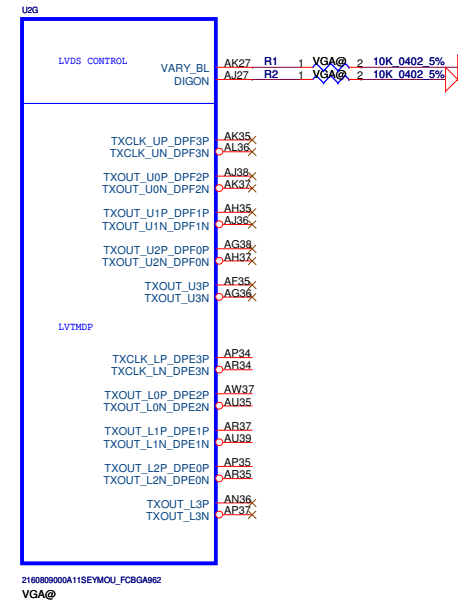 U2G
LVDS CONTROL
VARY_BL AK27 R1 1 VGA@ 2 10K_0402_5%
DIGON AJ27 R2 1 VGA@ 2 10K_0402_5%
TXCLK_UP_DPF3P AK35
TXCLK_UN_DPF3N AL36
TXOUT_U0P_DPF2P AJ38
TXOUT_U0N_DPF2N AK37
TXOUT_U1P_DPF1P AH35
TXOUT_U1N_DPF1N AJ36
TXOUT_U2P_DPF0P AG38
TXOUT_U2N_DPF0N AH37
TXOUT_U3P AF35
TXOUT_U3N AG36
LVTMDP
TXCLK_LP_DPE3P AP34
TXCLK_LN_DPE3N AR34
TXOUT_L0P_DPE2P AW37
TXOUT_L0N_DPE2N AU35
TXOUT_L1P_DPE1P AR37
TXOUT_L1N_DPE1N AU39
TXOUT_L2P_DPE0P AP35
TXOUT_L2N_DPE0N AR35
TXOUT_L3P AN36
TXOUT_L3N AP37
2160809000A11SEYMOU_FCBGA962
VGA@